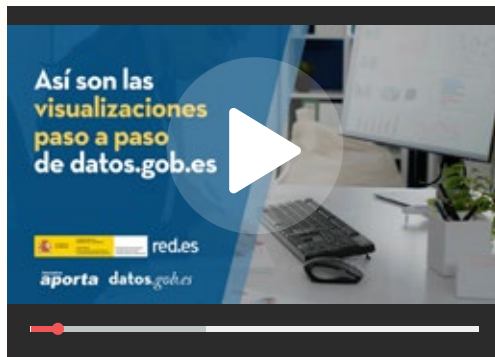 Así son las
visualizaciones
paso a paso
de datos.gob.es
red.es
aporta datos.gob.es